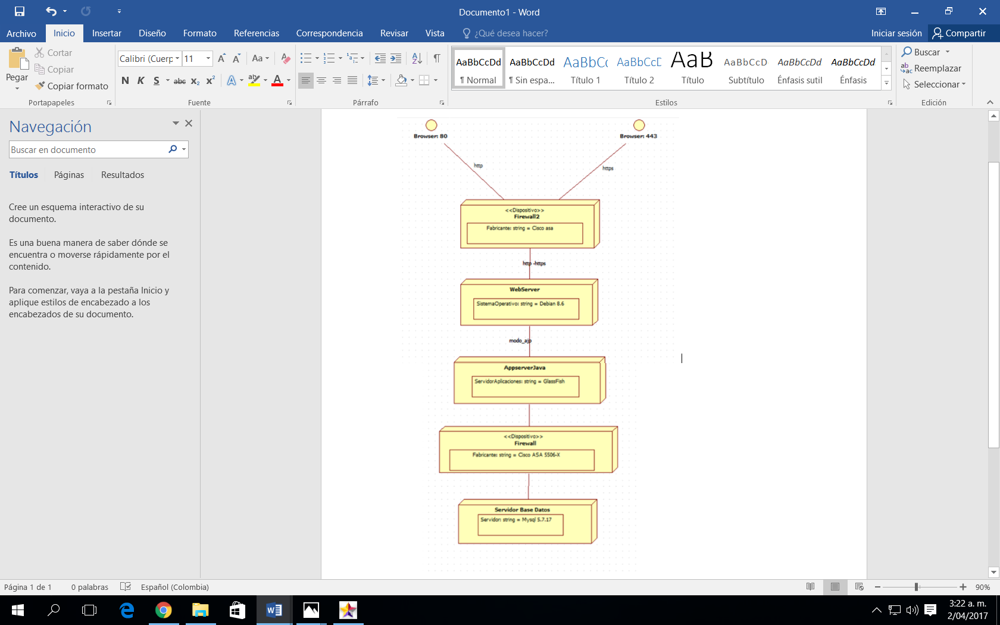 Documento1 - Word
Archivo Inicio Insertar Diseño Formato Referencias Correspondencia Revisar Vista ¿Qué desea hacer? Iniciar sesión Compartir
Pegar
Cortar
Copiar
Copiar formato
Portapapeles
Calibri (Cuerp 11
Aa
N K S abc x₂ x² A ab A
Fuente
Párrafo
AaBbCcDd AaBbCcDd AaBbC( AaBbCcE AaB AaBbCcD AaBbCcDd AaBbCcDd
¶ Normal ¶ Sin espa... Título 1 Título 2 Título Subtítulo Énfasis sutil Énfasis
Estilos
Buscar
Reemplazar
Seleccionar
Edición
Navegación
Buscar en documento
Títulos Páginas Resultados
Cree un esquema interactivo de su
documento.
Es una buena manera de saber dónde se
encuentra o moverse rápidamente por el
contenido.
Para comenzar, vaya a la pestaña Inicio y
aplique estilos de encabezado a los
encabezados de su documento.
Browser: 80
Browser: 443
http
https
<<Dispositivo>>
Firewall2
Fabricante: string = Cisco asa
http -https
WebServer
SistemaOperativo: string = Debian 8.6
modo_ajp
AppserverJava
ServidorAplicaciones: string = GlassFish
<<Dispositivo>>
Firewall
Fabricante: string = Cisco ASA 5506-X
Servidor Base Datos
Servidor: string = Mysql 5.7.17
Página 1 de 1 0 palabras Español (Colombia) 90%
3:22 a. m.
2/04/2017